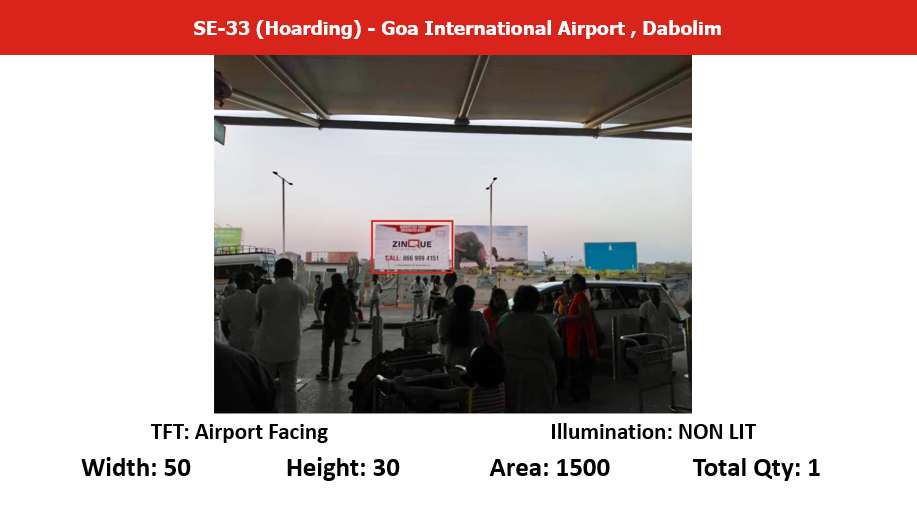 SE-33 (Hoarding) - Goa International Airport , Dabolim
ZINQUE
CALL: 866 999 4151
TFT: Airport Facing
Illumination: NON LIT
Width: 50
Height: 30
Area: 1500
Total Qty: 1